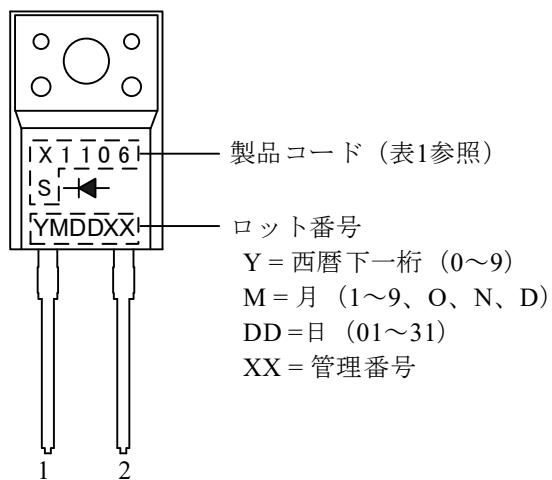 X1106
S
製品コード（表1参照）
YMDDXX
ロット番号
Y = 西暦下一桁（0～9）
M = 月（1～9、O、N、D）
DD =日（01～31）
XX = 管理番号
1 2